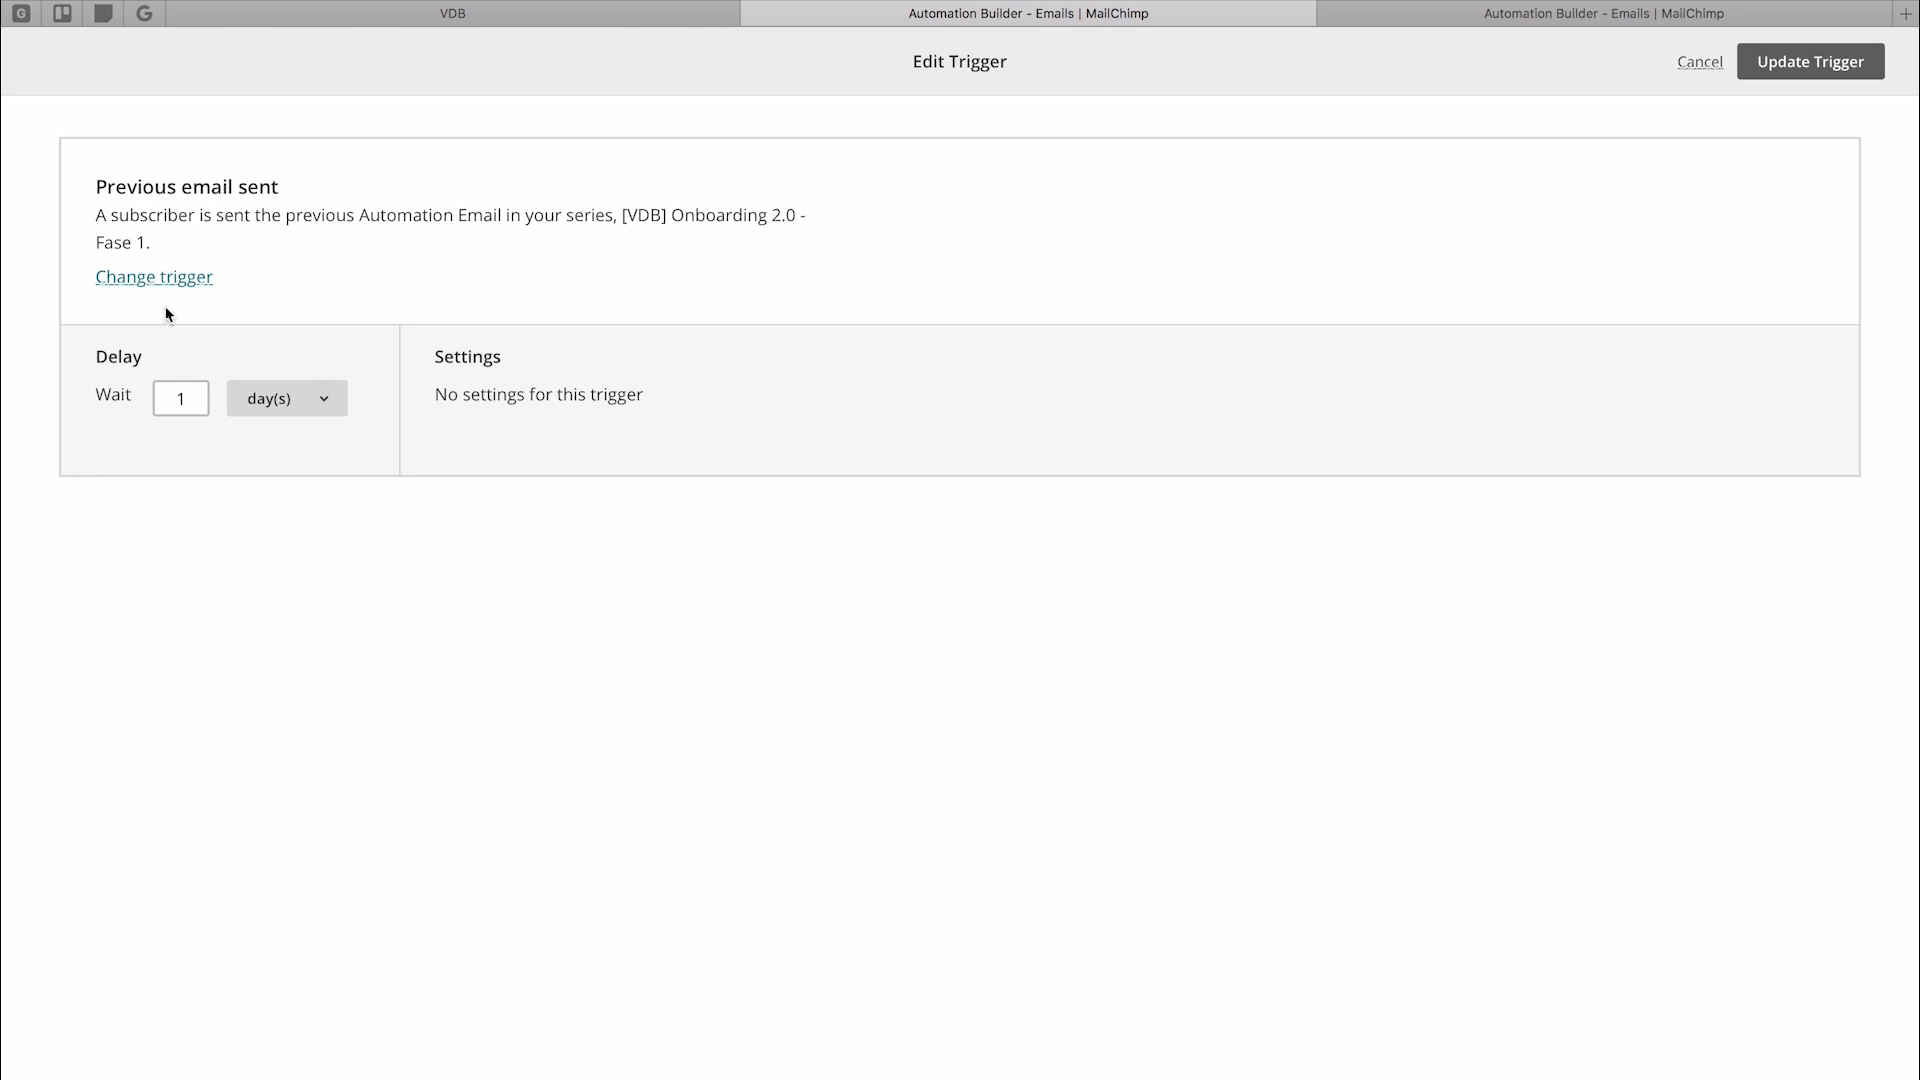 G
G
VDB
Automation Builder - Emails | MailChimp
Automation Builder - Emails | MailChimp
+
Edit Trigger
Cancel
Update Trigger
Previous email sent
A subscriber is sent the previous Automation Email in your series, [VDB] Onboarding 2.0 -
Fase 1.
Change trigger
Delay
Settings
Wait
1
day(s)
No settings for this trigger